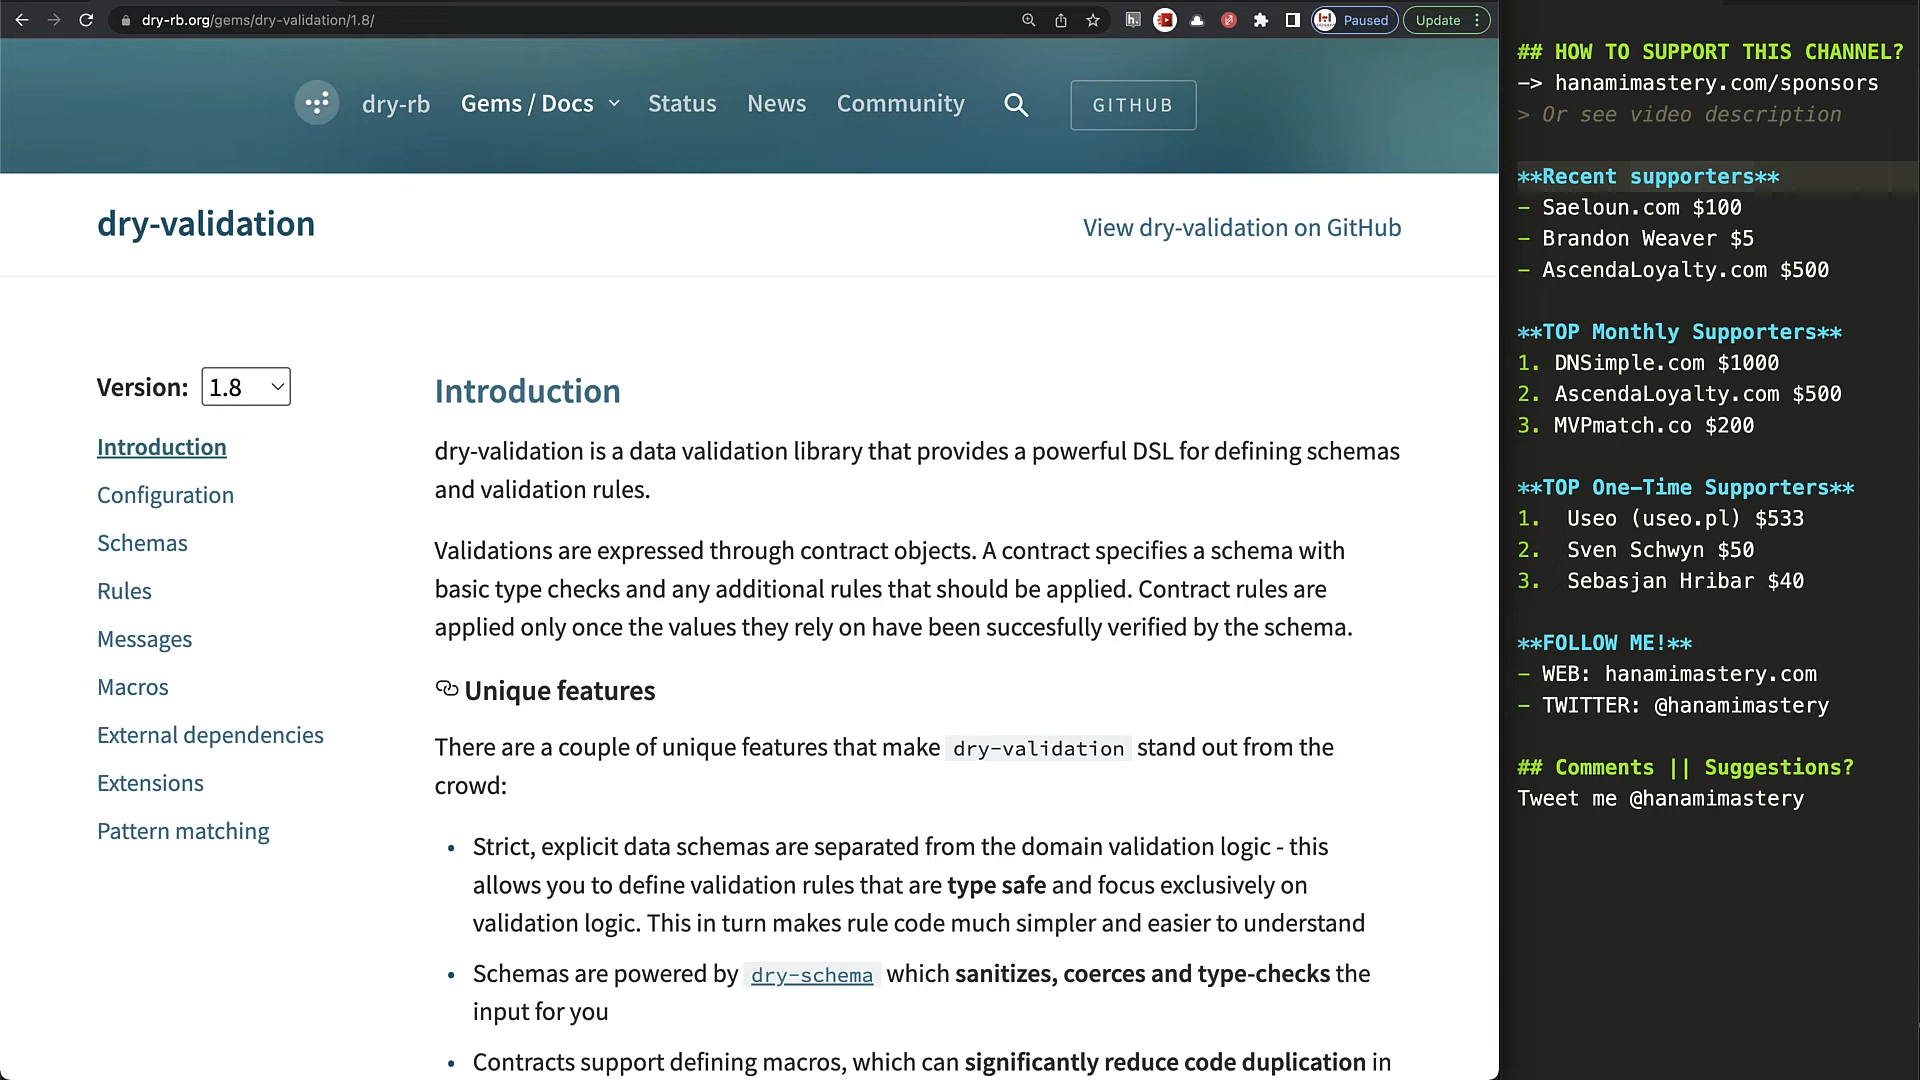 dry-rb.org/gems/dry-validation/1.8/
Paused
Update
dry-rb
Gems / Docs
Status
News
Community
GITHUB
dry-validation
View dry-validation on GitHub
Version: 1.8
Introduction
Configuration
Schemas
Rules
Messages
Macros
External dependencies
Extensions
Pattern matching
Introduction
dry-validation is a data validation library that provides a powerful DSL for defining schemas
and validation rules.
Validations are expressed through contract objects. A contract specifies a schema with
basic type checks and any additional rules that should be applied. Contract rules are
applied only once the values they rely on have been succesfully verified by the schema.
Unique features
There are a couple of unique features that make dry-validation stand out from the
crowd:
• Strict, explicit data schemas are separated from the domain validation logic - this
allows you to define validation rules that are type safe and focus exclusively on
validation logic. This in turn makes rule code much simpler and easier to understand
• Schemas are powered by dry-schema which sanitizes, coerces and type-checks the
input for you
• Contracts support defining macros, which can significantly reduce code duplication in
## HOW TO SUPPORT THIS CHANNEL?
—> hanamimastery.com/sponsors
> Or see video description
**Recent supporters**
- Saeloun.com $100
- Brandon Weaver $5
- AscendaLoyalty.com $500
**TOP Monthly Supporters**
1. DNSimple.com $1000
2. AscendaLoyalty.com $500
3. MVPmatch.co $200
**TOP One-Time Supporters**
1. Useo (useo.pl) $533
2. Sven Schwyn $50
3. Sebasjan Hribar $40
**FOLLOW ME!**
- WEB: hanamimastery.com
- TWITTER: @hanamimastery
## Comments || Suggestions?
Tweet me @hanamimastery